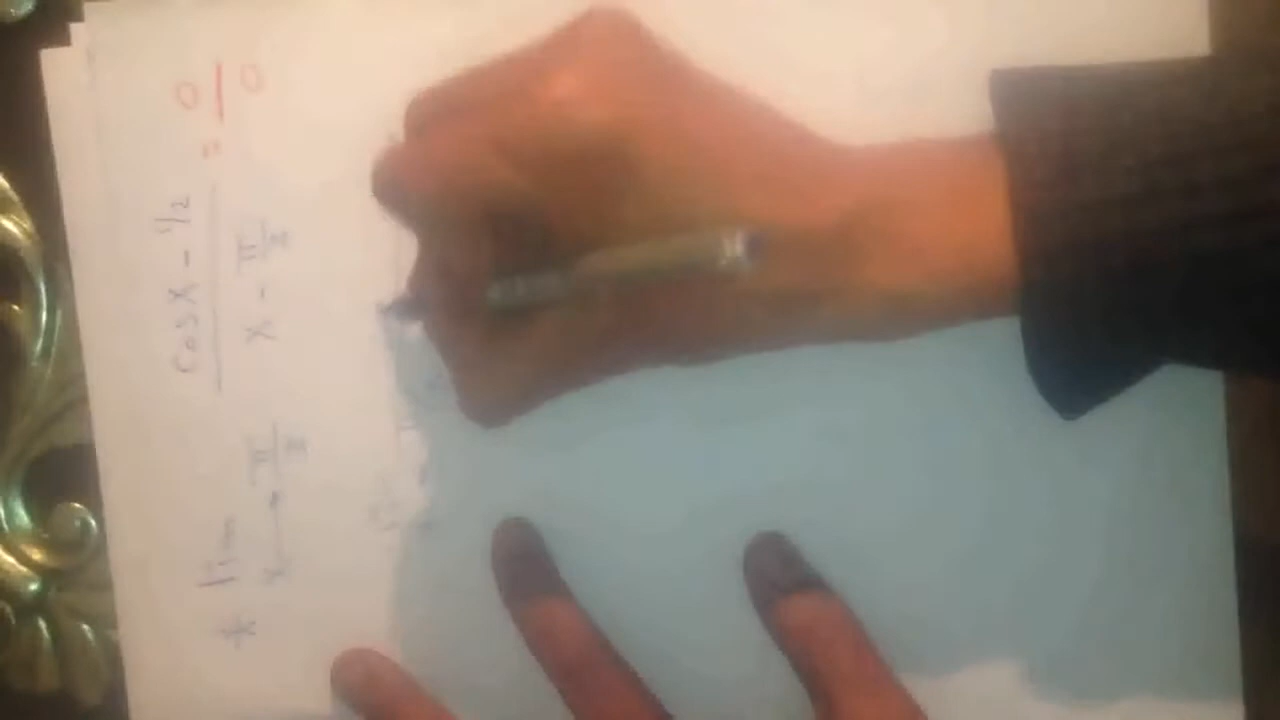 * lim x→π/3 (cos x - 1/2) / (x - π/3) = 0/0